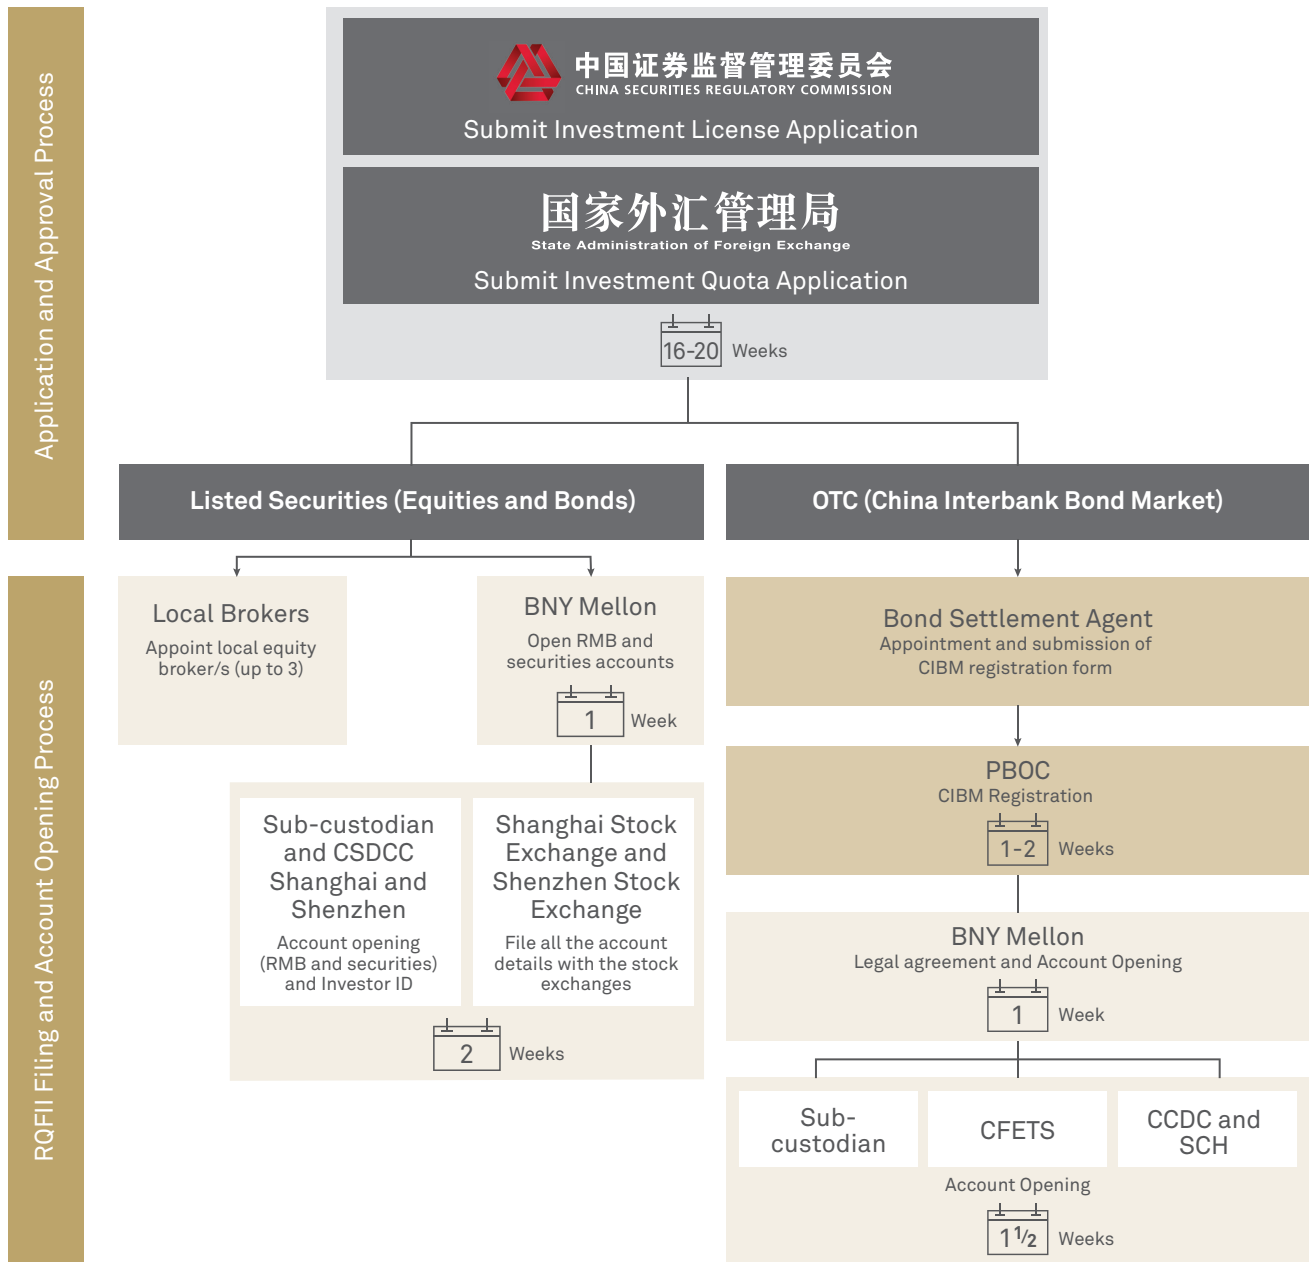 Application and Approval Process
中国证券监督管理委员会
CHINA SECURITIES REGULATORY COMMISSION
Submit Investment License Application
国家外汇管理局
State Administration of Foreign Exchange
Submit Investment Quota Application
16-20 Weeks
Listed Securities (Equities and Bonds)
OTC (China Interbank Bond Market)
RQFII Filing and Account Opening Process
Local Brokers
Appoint local equity
broker/s (up to 3)
BNY Mellon
Open RMB and
securities accounts
1 Week
Sub-custodian
and CSDCC
Shanghai and
Shenzhen
Account opening
(RMB and securities)
and Investor ID
Shanghai Stock
Exchange and
Shenzhen Stock
Exchange
File all the account
details with the stock
exchanges
2 Weeks
Bond Settlement Agent
Appointment and submission of
CIBM registration form
PBOC
CIBM Registration
1-2 Weeks
BNY Mellon
Legal agreement and Account Opening
1 Week
Sub-
custodian
CFETS
CCDC and
SCH
Account Opening
1 1/2 Weeks